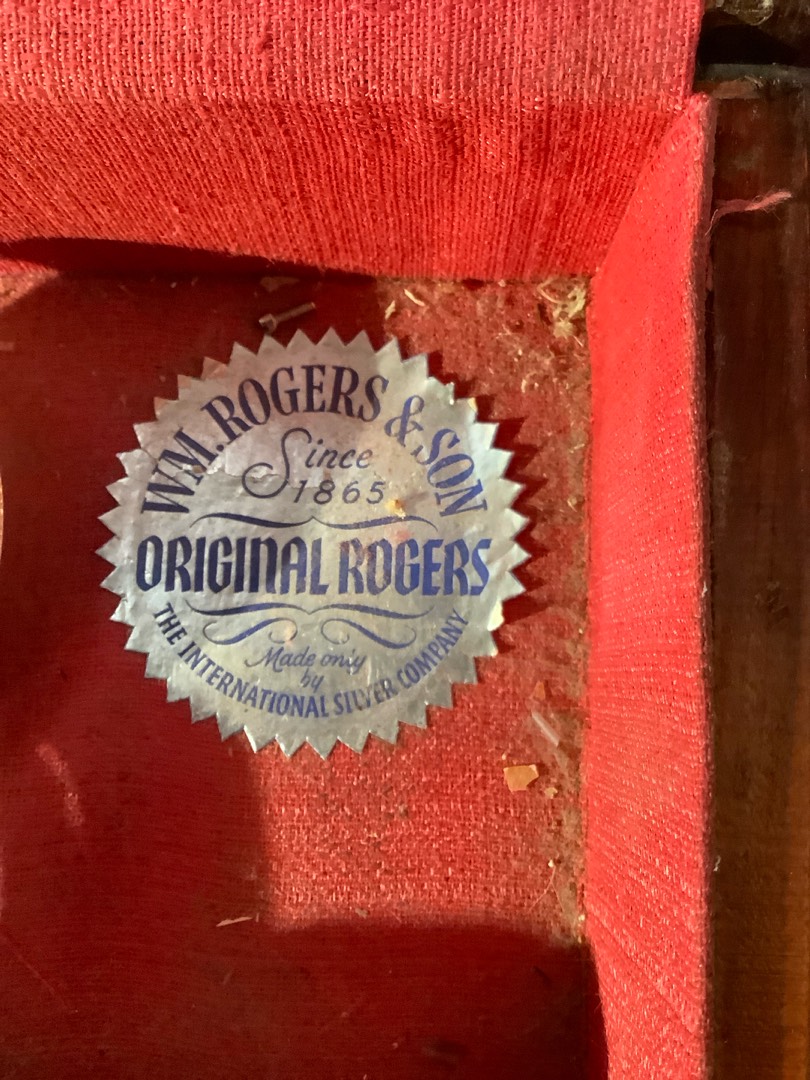 WM. ROGERS & SON
Since
1865
ORIGINAL ROGERS
Made only
by
THE INTERNATIONAL SILVER COMPANY